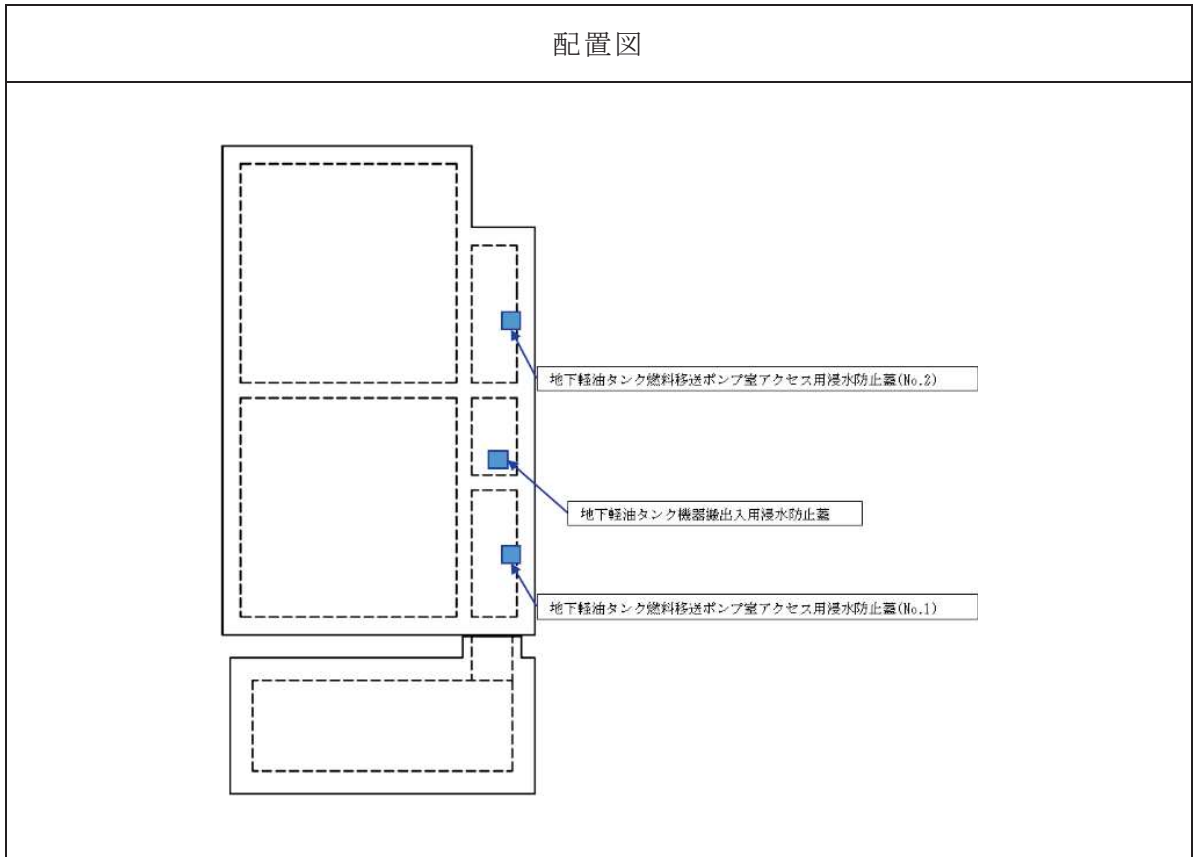 配置図
地下軽油タンク燃料移送ポンプ室アクセス用浸水防止蓋(No.2)
地下軽油タンク機器搬出入用浸水防止蓋
地下軽油タンク燃料移送ポンプ室アクセス用浸水防止蓋(No.1)